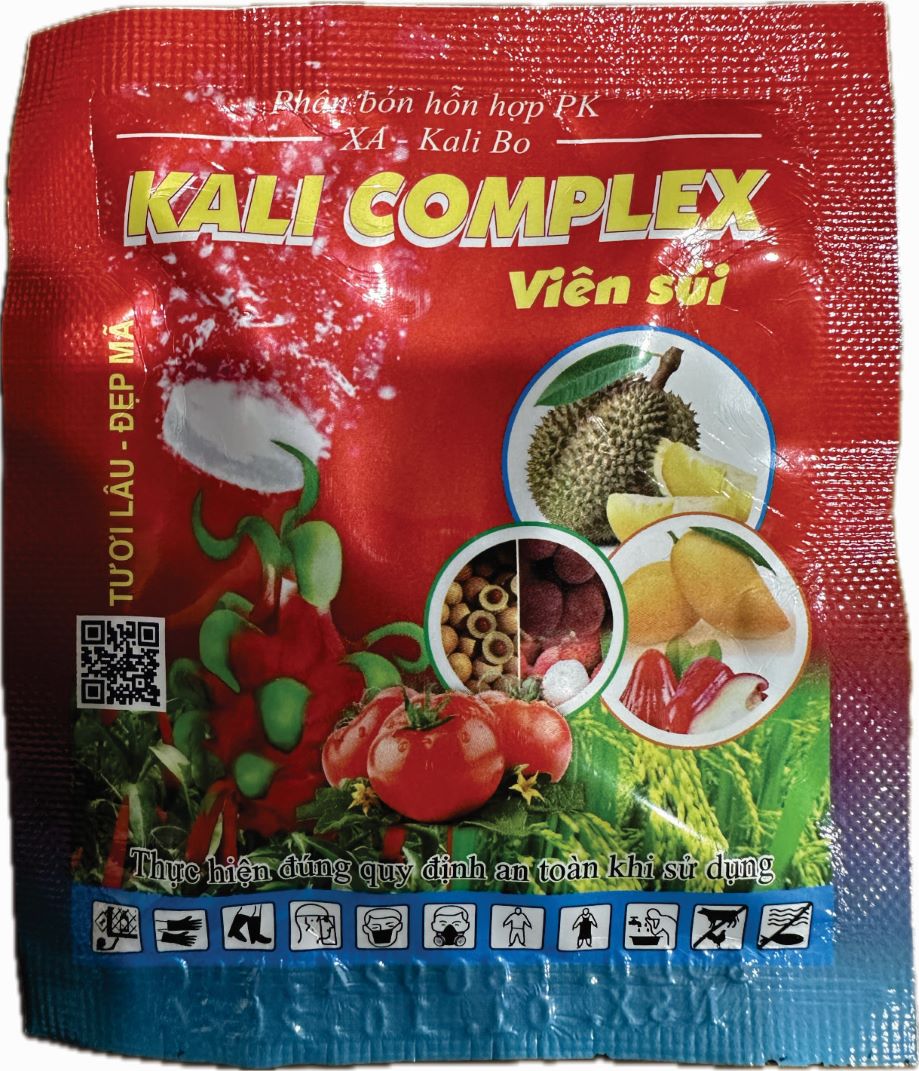 Phân bón hỗn hợp PK
XA - Kali Bo
KALI COMPLEX
Viên sủi
TƯƠI LÂU - ĐẸP MÃ
Thực hiện đúng quy định an toàn khi sử dụng